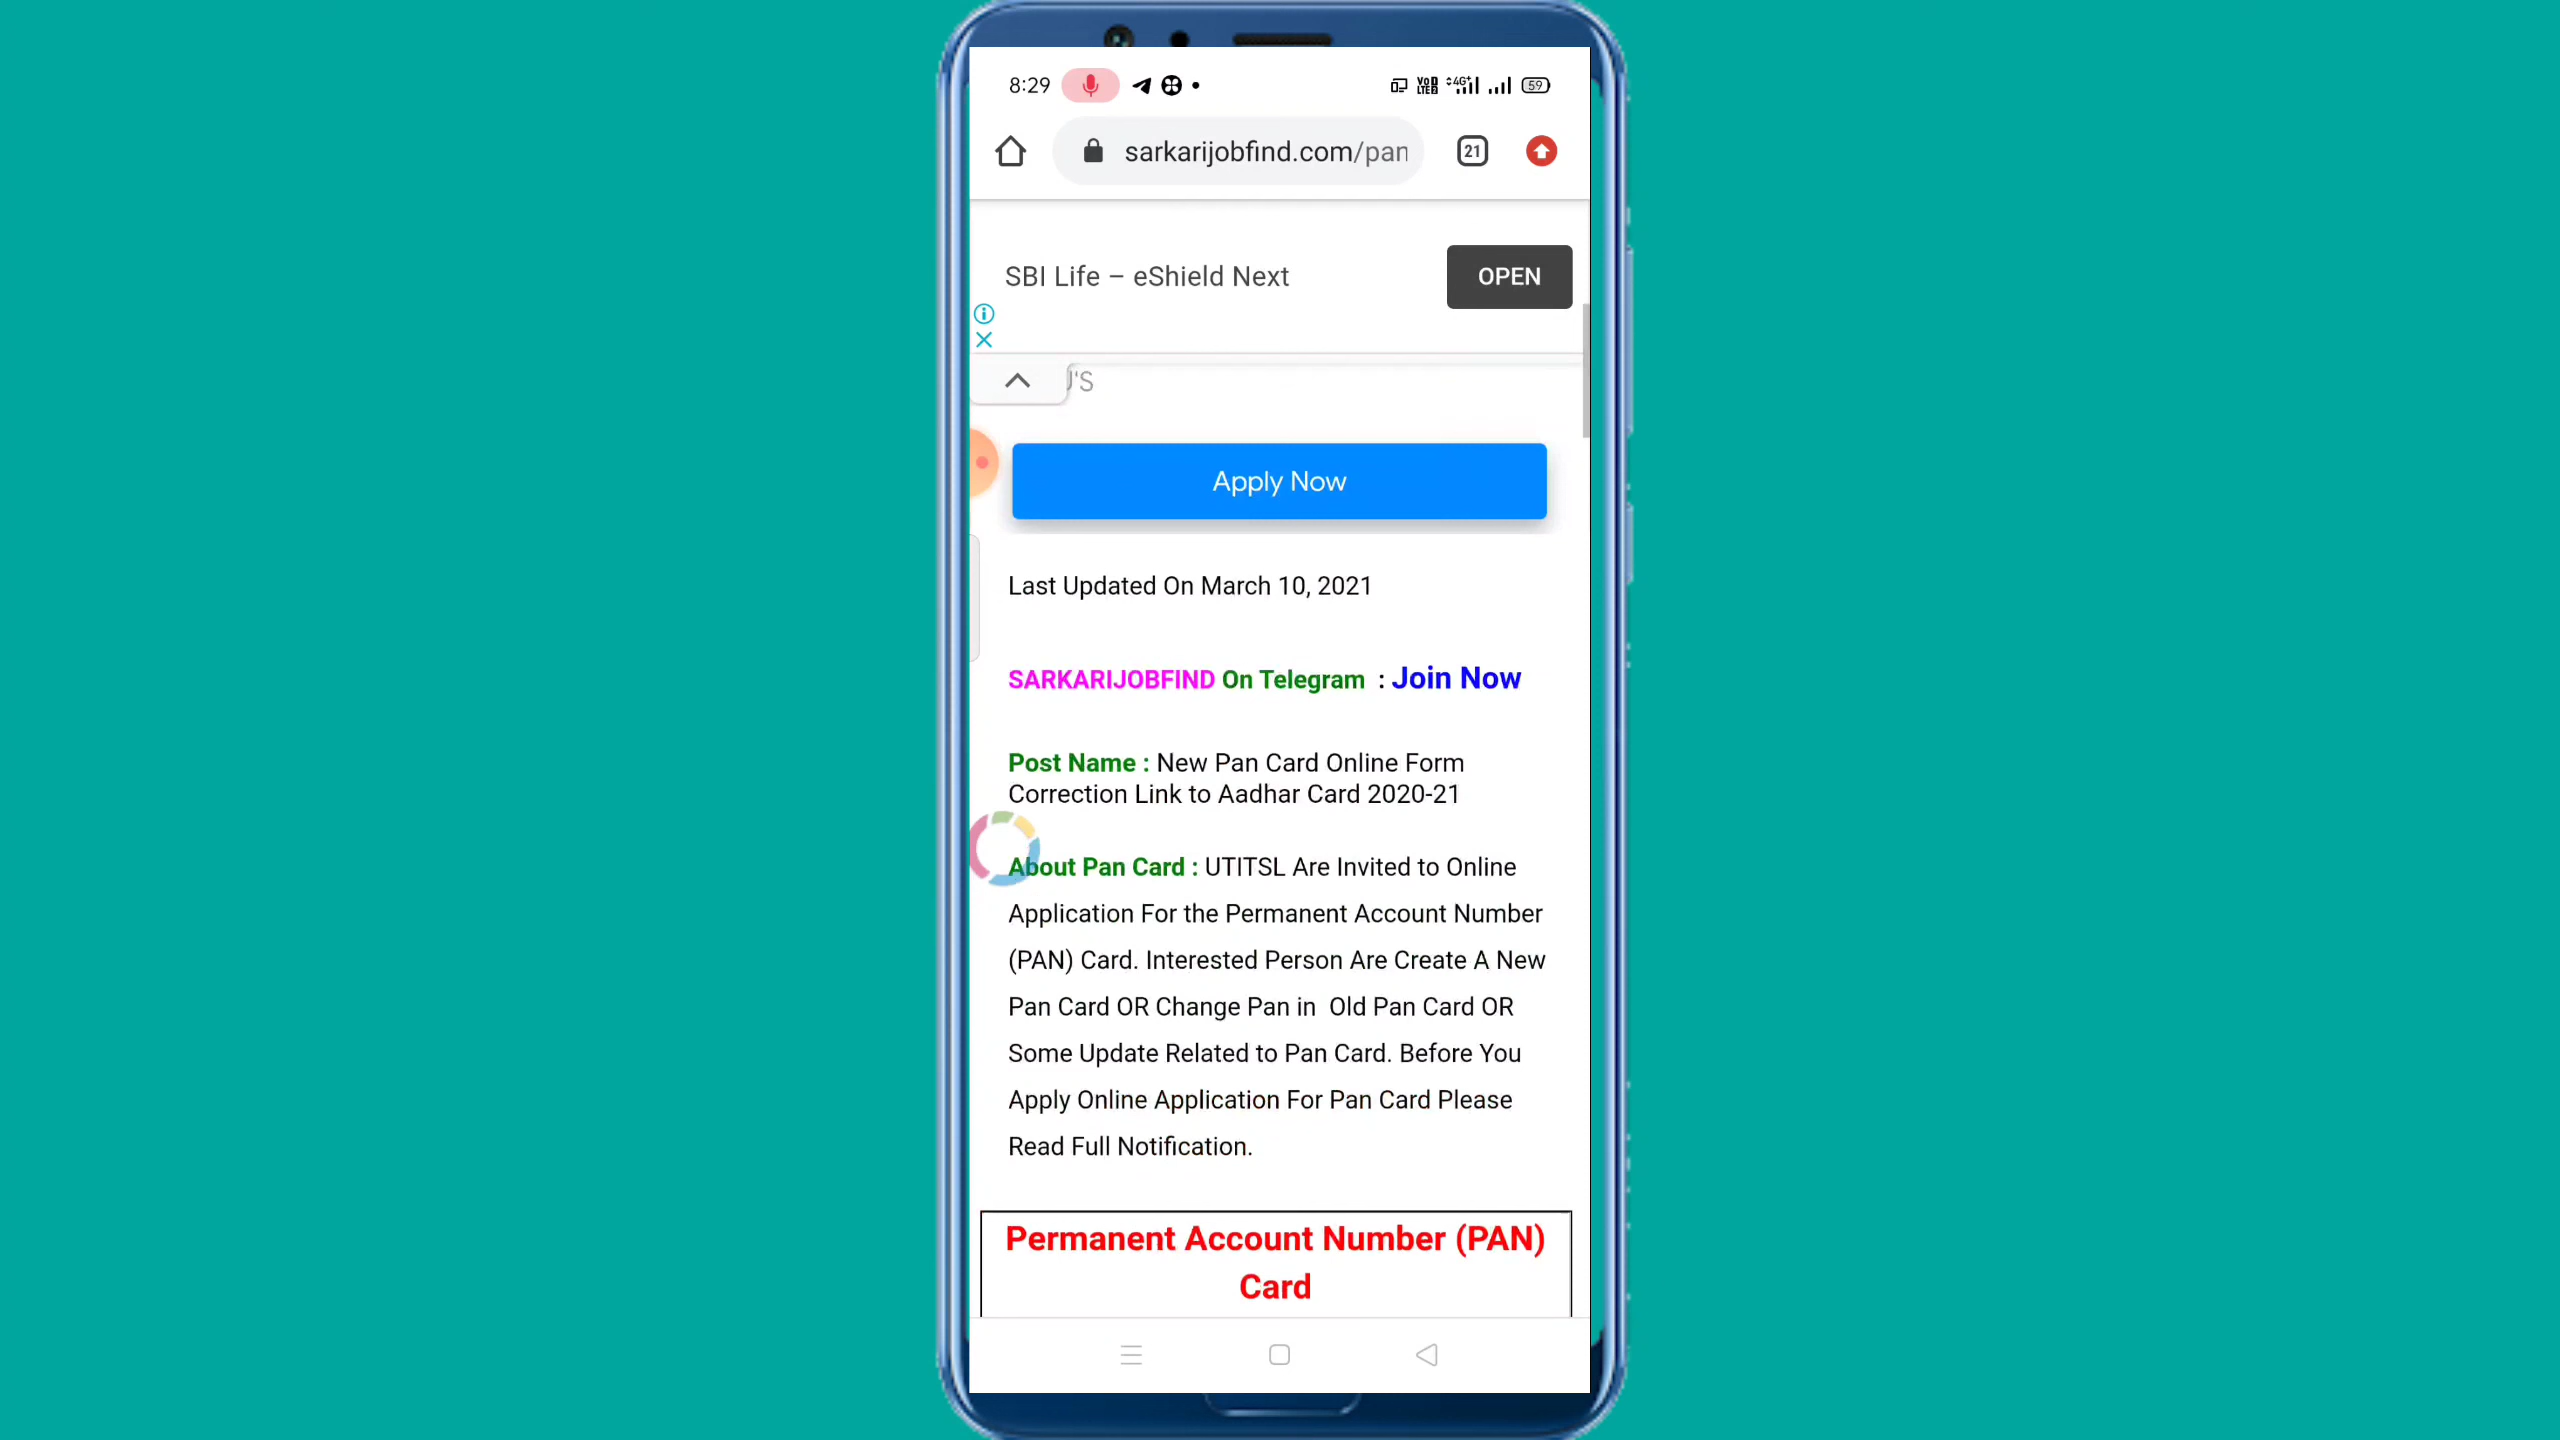 8:29
VoD LTE2 4G+ 59
sarkarijobfind.com/pan
21
SBI Life – eShield Next
OPEN
J'S
Apply Now
Last Updated On March 10, 2021
SARKARIJOBFIND On Telegram : Join Now
Post Name : New Pan Card Online Form
Correction Link to Aadhar Card 2020-21
About Pan Card : UTITSL Are Invited to Online
Application For the Permanent Account Number
(PAN) Card. Interested Person Are Create A New
Pan Card OR Change Pan in Old Pan Card OR
Some Update Related to Pan Card. Before You
Apply Online Application For Pan Card Please
Read Full Notification.
Permanent Account Number (PAN)
Card